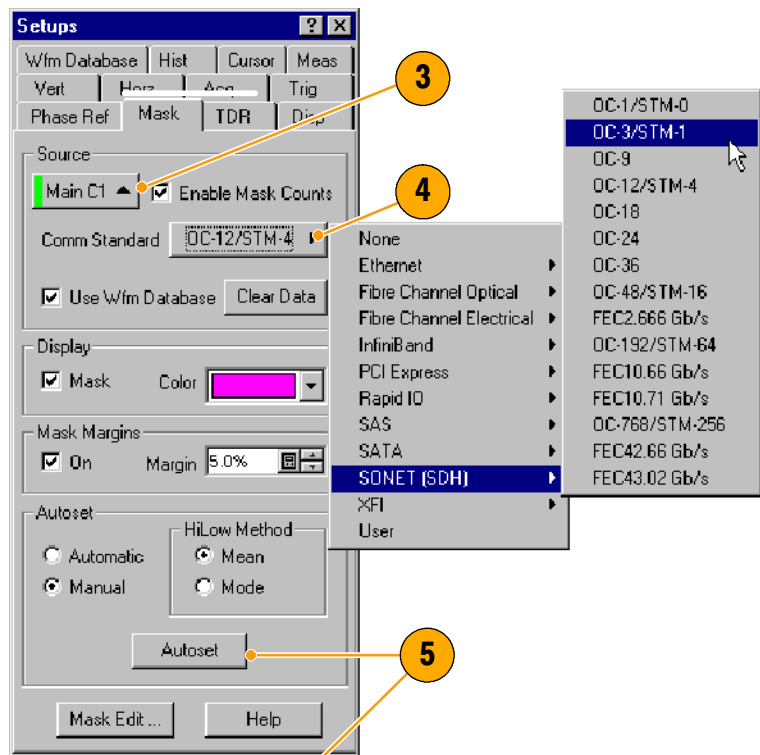 Setups
Wfm Database Hist Cursor Meas
Vert Horz Acq Trig
Phase Ref Mask TDR Disp
3
Source
Main C1 Enable Mask Counts
4
Comm Standard OC-12/STM-4
Use Wfm Database Clear Data
Display
Mask Color
Mask Margins
On Margin 5.0%
Autoset
HiLow Method
Automatic Mean
Manual Mode
Autoset
5
Mask Edit ... Help
None
Ethernet
Fibre Channel Optical
Fibre Channel Electrical
InfiniBand
PCI Express
Rapid IO
SAS
SATA
SONET (SDH)
XFI
User
OC-1/STM-0
OC-3/STM-1
OC-9
OC-12/STM-4
OC-18
OC-24
OC-36
OC-48/STM-16
FEC2.666 Gb/s
OC-192/STM-64
FEC10.66 Gb/s
FEC10.71 Gb/s
OC-768/STM-256
FEC42.66 Gb/s
FEC43.02 Gb/s